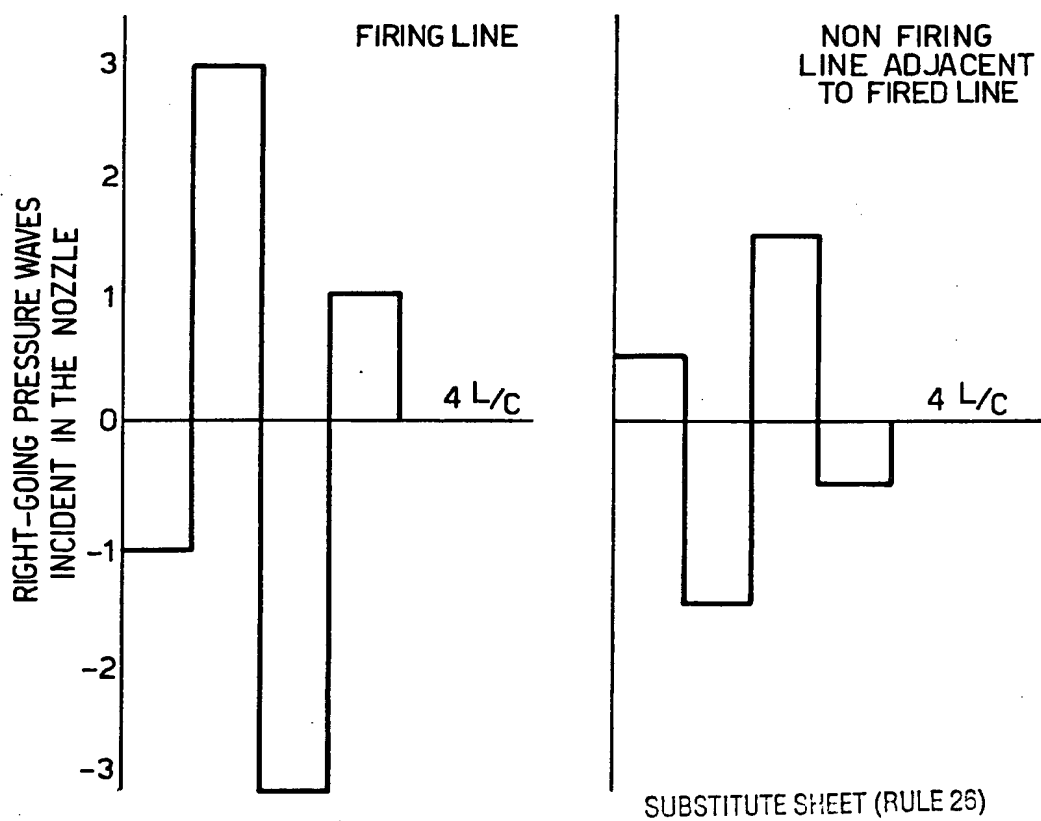 FIRING LINE
NON FIRING
LINE ADJACENT
TO FIRED LINE
RIGHT-GOING PRESSURE WAVES
INCIDENT IN THE NOZZLE
3
2
1
0
-1
-2
-3
4 L/C
4 L/C
SUBSTITUTE SHEET (RULE 26)